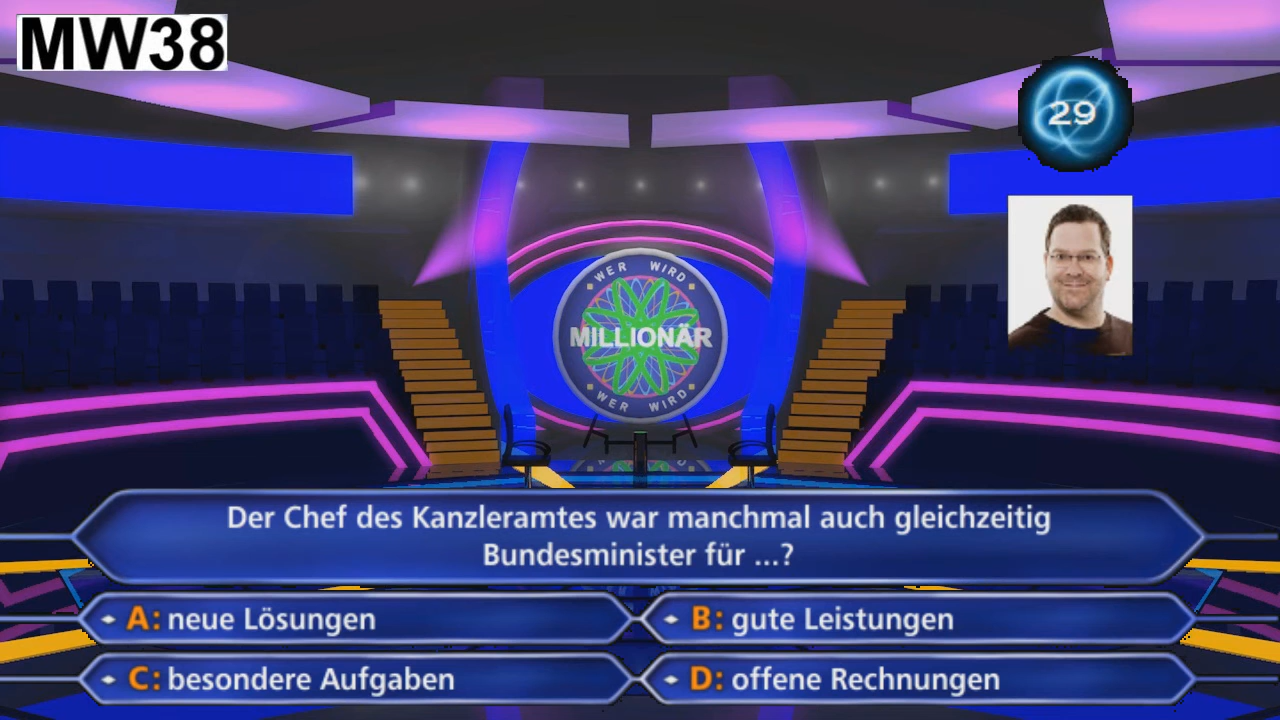 MW38
29
WER WIRD
MILLIONÄR
WER WIRD
Der Chef des Kanzleramtes war manchmal auch gleichzeitig
Bundesminister für ...?
A: neue Lösungen
B: gute Leistungen
C: besondere Aufgaben
D: offene Rechnungen